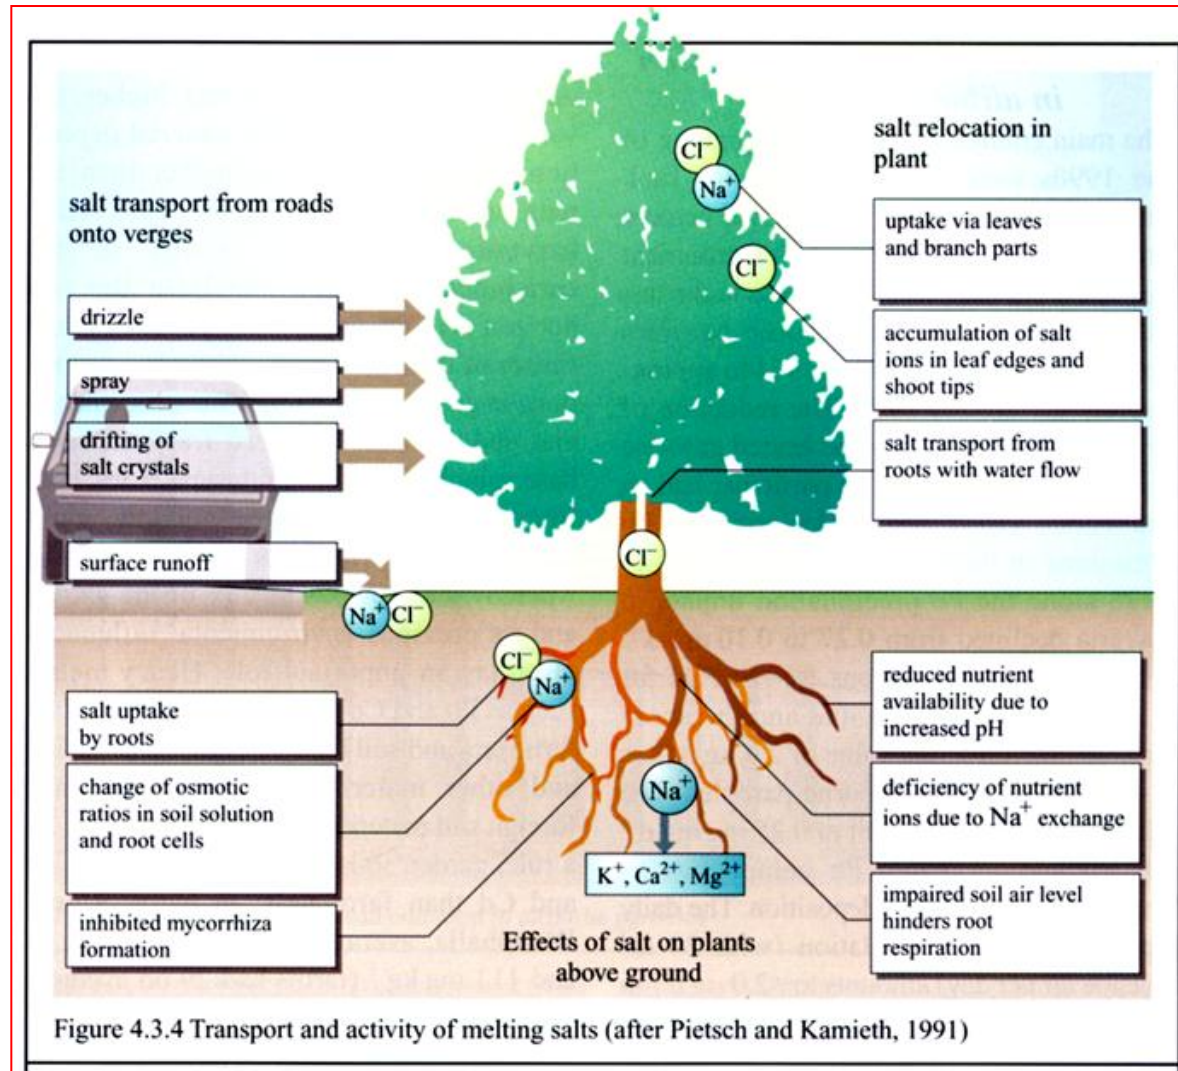 salt transport from roads
onto verges
drizzle
spray
drifting of
salt crystals
surface runoff
salt uptake
by roots
change of osmotic
ratios in soil solution
and root cells
inhibited mycorrhiza
formation
Cl⁻
Na⁺
Cl⁻
Cl⁻
Na⁺
Cl⁻
Cl⁻
Na⁺
Na⁺
K⁺, Ca²⁺, Mg²⁺
Effects of salt on plants
above ground
salt relocation in
plant
uptake via leaves
and branch parts
accumulation of salt
ions in leaf edges and
shoot tips
salt transport from
roots with water flow
reduced nutrient
availability due to
increased pH
deficiency of nutrient
ions due to Na⁺ exchange
impaired soil air level
hinders root
respiration
Figure 4.3.4 Transport and activity of melting salts (after Pietsch and Kamieth, 1991)